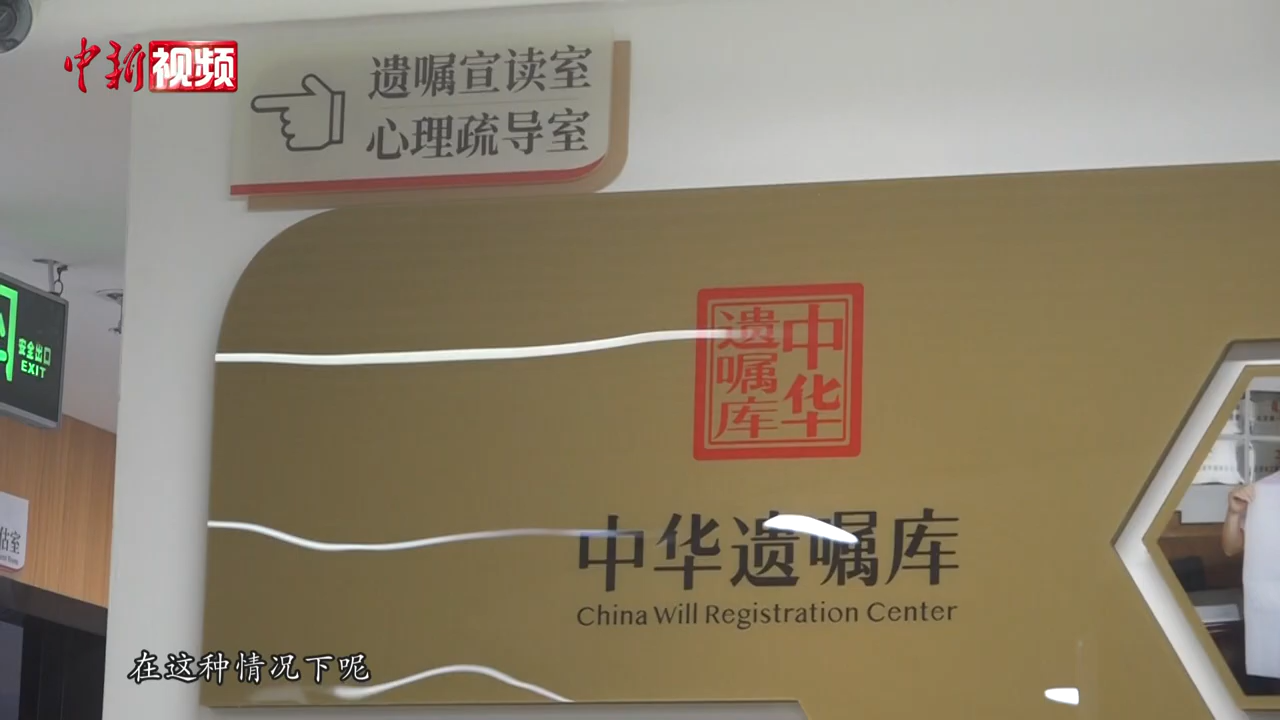 中新视频
遗嘱宣读室
心理疏导室
安全出口
EXIT
中华
遗嘱库
中华遗嘱库
China Will Registration Center
估室
在这种情况下呢